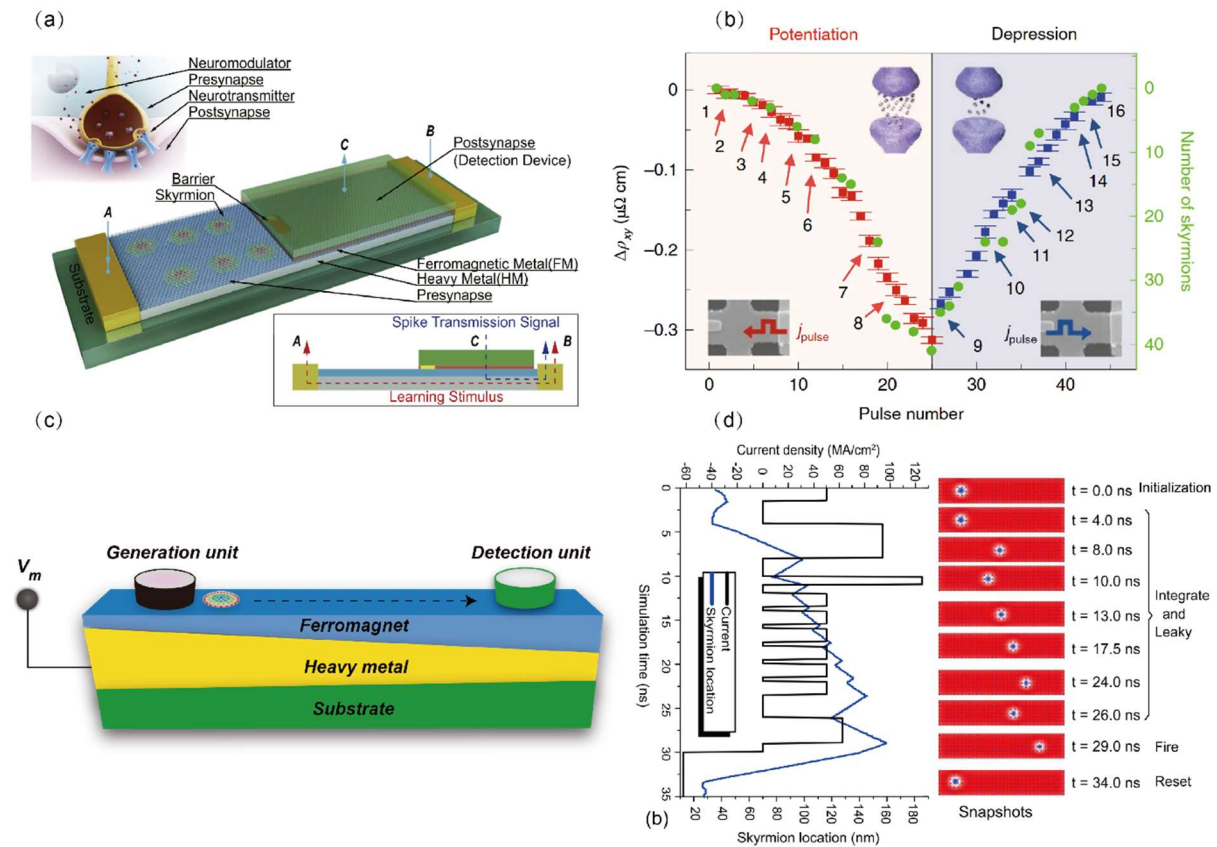 (a)
Neuromodulator
Presynapse
Neurotransmitter
Postsynapse
B
C
Postsynapse
(Detection Device)
Barrier
Skyrmion
A
Substrate
Ferromagnetic Metal(FM)
Heavy Metal(HM)
Presynapse
Spike Transmission Signal
A
C
B
Learning Stimulus
(b)
Potentiation
Depression
0
-0.1
-0.2
-0.3
Δρxy (μΩ cm)
1
2
3
4
5
6
7
8
9
10
11
12
13
14
15
16
jpulse
jpulse
0
10
20
30
40
Number of skyrmions
0
10
20
30
40
Pulse number
(c)
Vm
Generation unit
Detection unit
Ferromagnet
Heavy metal
Substrate
(d)
Current density (MA/cm²)
-60
-40
-20
0
20
40
60
80
100
120
0
5
10
15
20
25
30
35
Simulation time (ns)
Current
Skyrmion location
20
40
60
80
100
120
140
160
180
(b)
Skyrmion location (nm)
t = 0.0 ns
Initialization
t = 4.0 ns
t = 8.0 ns
t = 10.0 ns
t = 13.0 ns
t = 17.5 ns
t = 24.0 ns
t = 26.0 ns
Integrate
and
Leaky
t = 29.0 ns
Fire
t = 34.0 ns
Reset
Snapshots